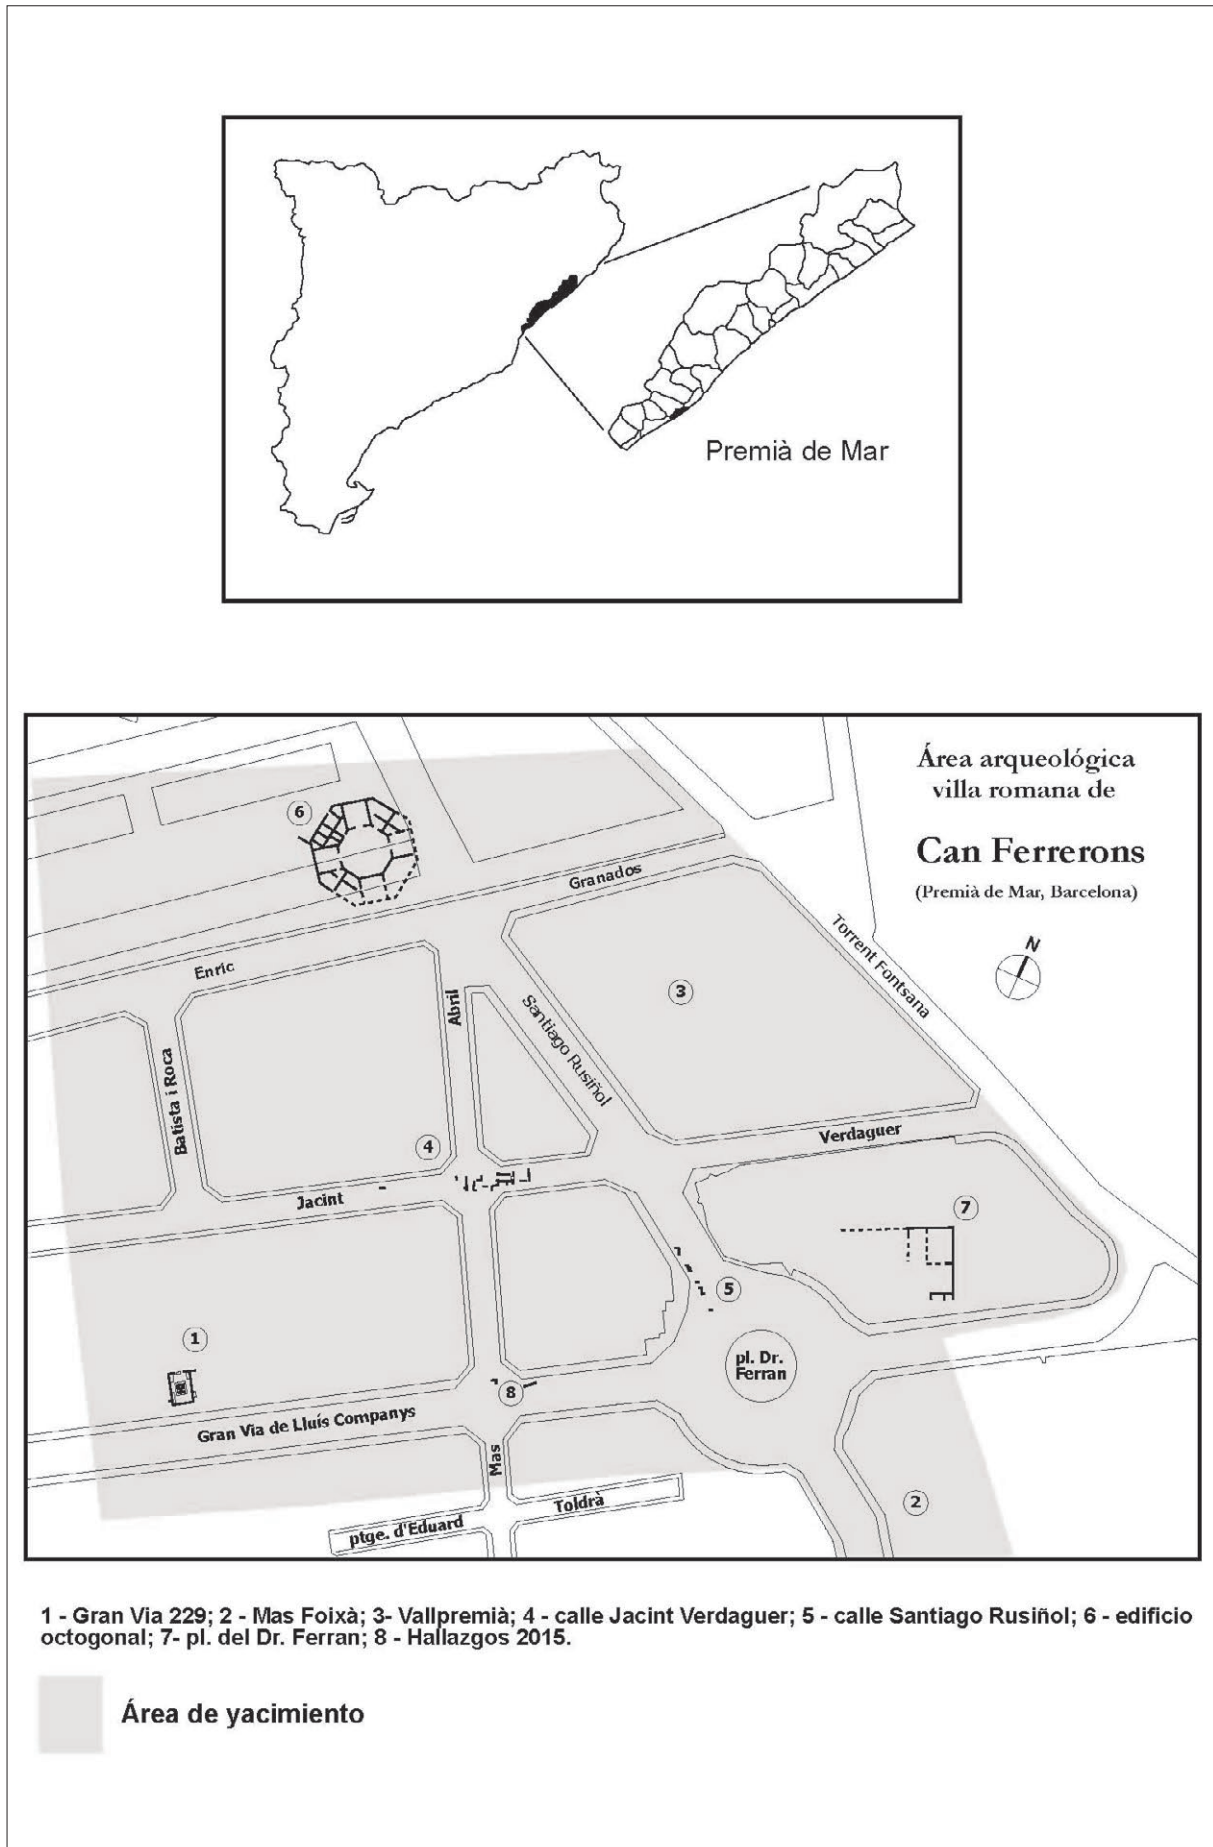 Premià de Mar
Área arqueológica
villa romana de
Can Ferrerons
(Premià de Mar, Barcelona)
N
6
Granados
Enric
Torrent Fontsana
3
Abril
Santiago Rusiñol
Batista i Roca
4
Verdaguer
Jacint
7
5
1
pl. Dr.
Ferran
8
Gran Via de Lluís Companys
Mas
2
Toldrà
ptge. d'Eduard
1 - Gran Via 229; 2 - Mas Foixà; 3- Vallpremià; 4 - calle Jacint Verdaguer; 5 - calle Santiago Rusiñol; 6 - edificio
octogonal; 7- pl. del Dr. Ferran; 8 - Hallazgos 2015.
Área de yacimiento